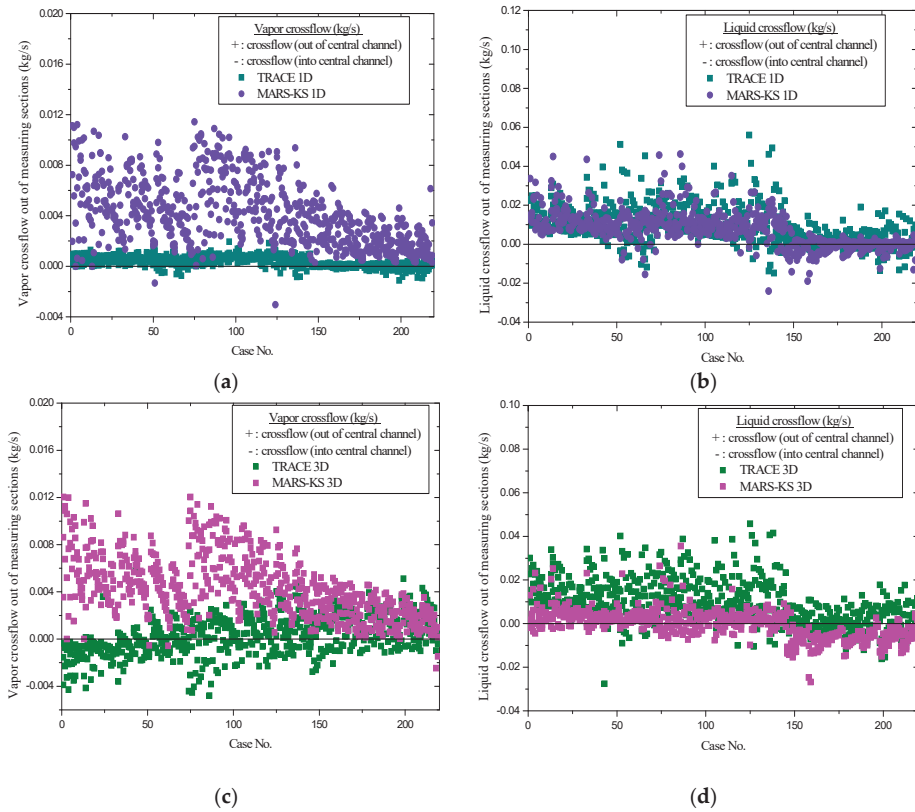 0.020
0.016
0.012
0.008
0.004
0.000
-0.004
Vapor crossflow out of measuring sections (kg/s)
Vapor crossflow (kg/s)
+ : crossflow (out of central channel)
- : crossflow (into central channel)
TRACE 1D
MARS-KS 1D
0 50 100 150 200
Case No.
(a)
0.12
0.10
0.08
0.06
0.04
0.02
0.00
-0.02
-0.04
Liquid crossflow out of measuring sections (kg/s)
Liquid crossflow (kg/s)
+ : crossflow (out of central channel)
- : crossflow (into central channel)
TRACE 1D
MARS-KS 1D
0 50 100 150 200
Case No.
(b)
0.020
0.016
0.012
0.008
0.004
0.000
-0.004
Vapor crossflow out of measuring sections (kg/s)
Vapor crossflow (kg/s)
+ : crossflow (out of central channel)
- : crossflow (into central channel)
TRACE 3D
MARS-KS 3D
0 50 100 150 200
Case No.
(c)
0.10
0.08
0.06
0.04
0.02
0.00
-0.02
-0.04
Liquid crossflow out of measuring sections (kg/s)
Liquid crossflow (kg/s)
+ : crossflow (out of central channel)
- : crossflow (into central channel)
TRACE 3D
MARS-KS 3D
0 50 100 150 200
Case No.
(d)